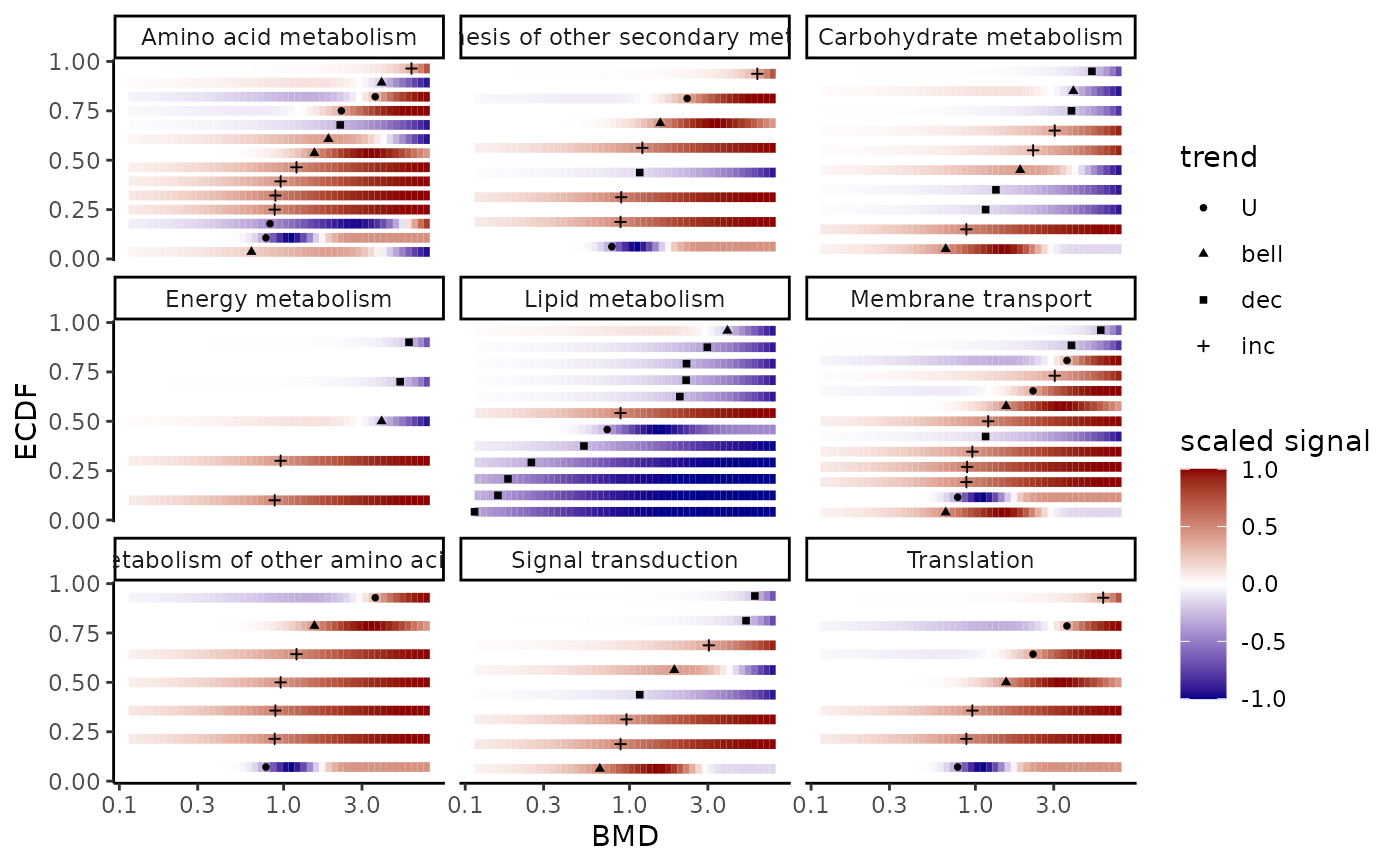 Amino acid metabolism
nesis of other secondary met
Carbohydrate metabolism
1.00
0.75
0.50
0.25
0.00
Energy metabolism
Lipid metabolism
Membrane transport
1.00
0.75
0.50
0.25
0.00
ECDF
etabolism of other amino aci
Signal transduction
Translation
1.00
0.75
0.50
0.25
0.00
0.1 0.3 1.0 3.0
0.1 0.3 1.0 3.0
0.1 0.3 1.0 3.0
BMD
trend
U
bell
dec
inc
scaled signal
1.0
0.5
0.0
-0.5
-1.0